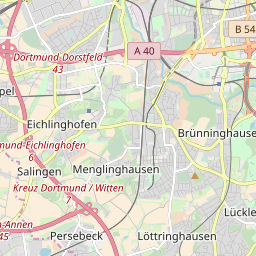 B 54
A 40
Dortmund-Dorstfeld
43
pel
Eichlinghofen
Brünninghause
mund-Eichlinghofen
6
Salingen
Menglinghausen
Kreuz Dortmund / Witten
7
Lückle
n-Annen
45
Persebeck
Löttringhausen